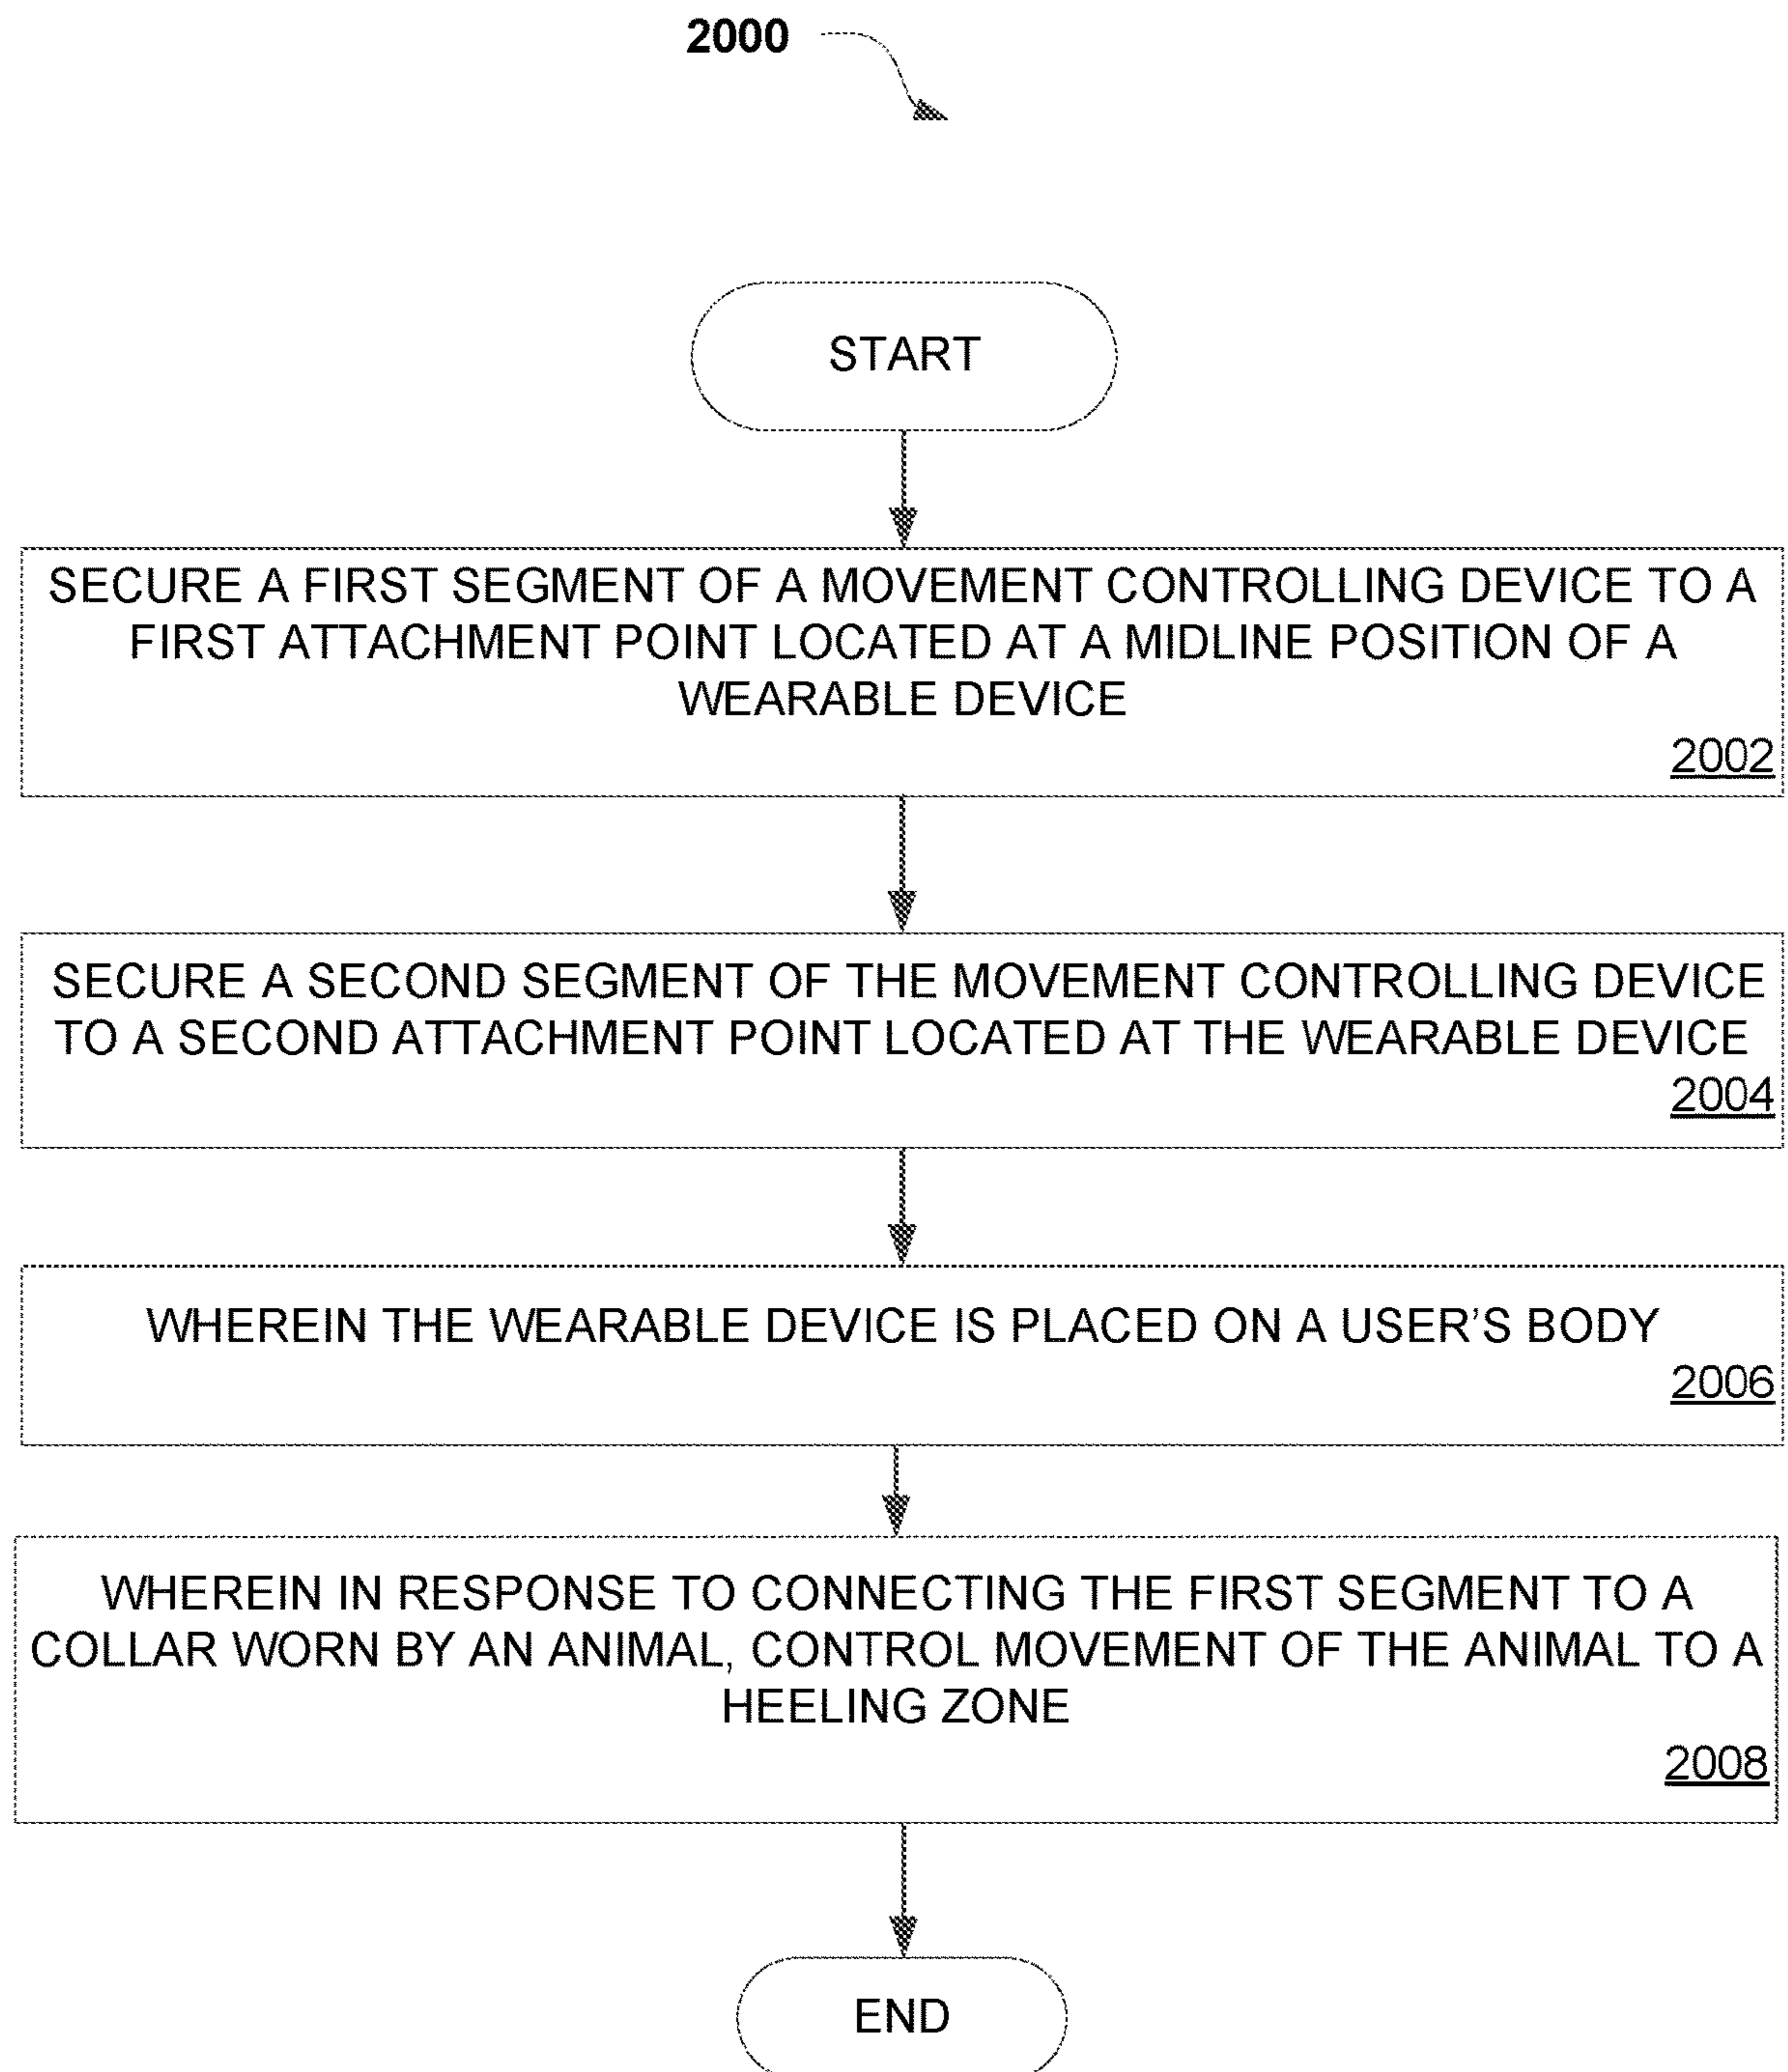 2000
START
SECURE A FIRST SEGMENT OF A MOVEMENT CONTROLLING DEVICE TO A
FIRST ATTACHMENT POINT LOCATED AT A MIDLINE POSITION OF A
WEARABLE DEVICE
2002
SECURE A SECOND SEGMENT OF THE MOVEMENT CONTROLLING DEVICE
TO A SECOND ATTACHMENT POINT LOCATED AT THE WEARABLE DEVICE
2004
WHEREIN THE WEARABLE DEVICE IS PLACED ON A USER'S BODY
2006
WHEREIN IN RESPONSE TO CONNECTING THE FIRST SEGMENT TO A
COLLAR WORN BY AN ANIMAL, CONTROL MOVEMENT OF THE ANIMAL TO A
HEELING ZONE
2008
END